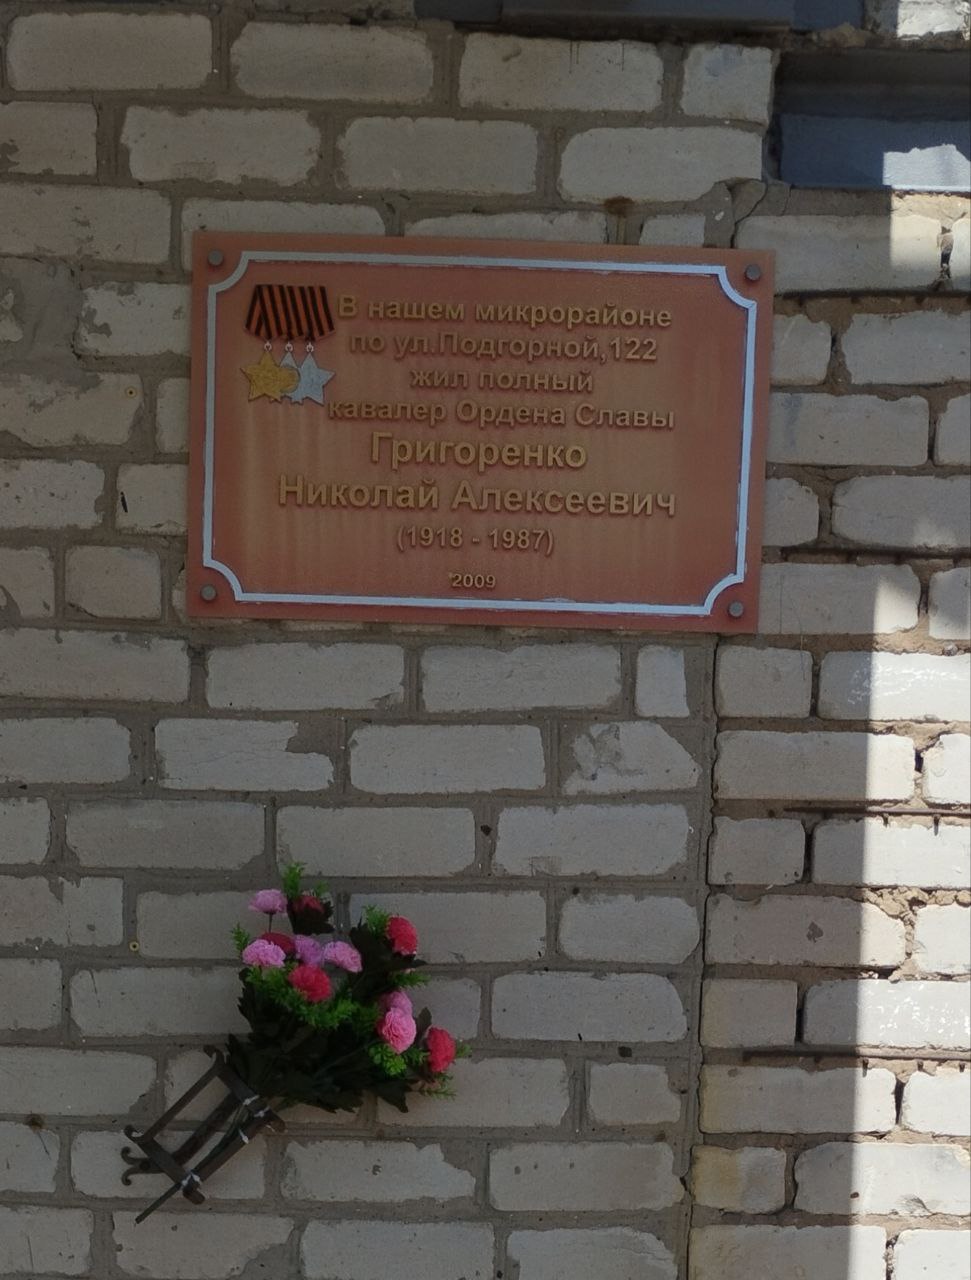 В нашем микрорайоне
по ул.Подгорной,122
жил полный
кавалер Ордена Славы
Григоренко
Николай Алексеевич
(1918 - 1987)
2009